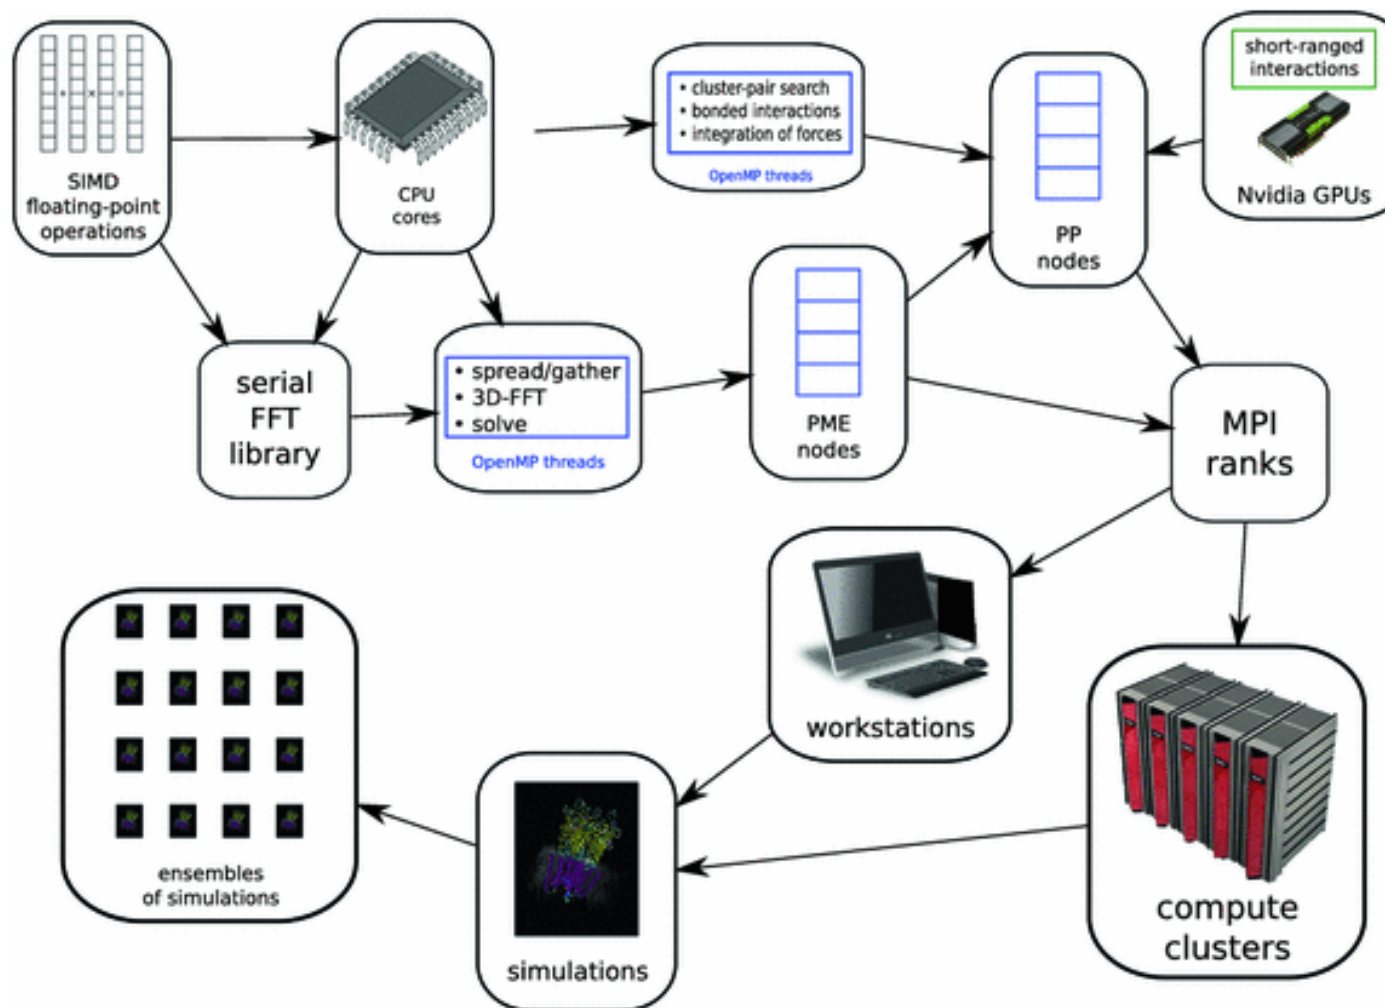 SIMD
floating-point
operations
CPU
cores
• cluster-pair search
• bonded interactions
• integration of forces
OpenMP threads
PP
nodes
short-ranged
interactions
Nvidia GPUs
serial
FFT
library
• spread/gather
• 3D-FFT
• solve
OpenMP threads
PME
nodes
MPI
ranks
workstations
compute
clusters
simulations
ensembles
of simulations